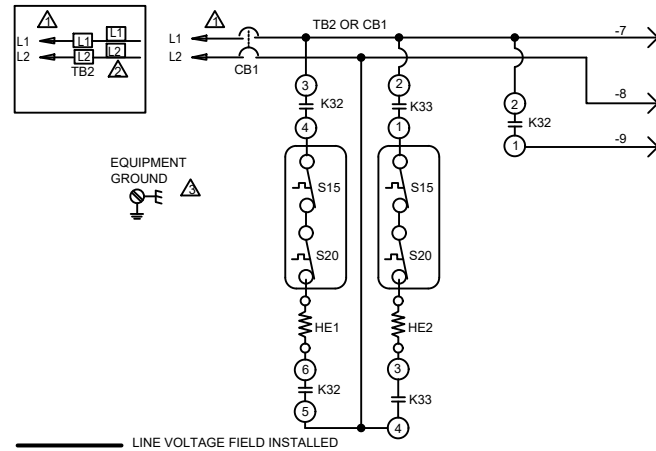 1
L1 L1 L1
L2 L2 L2
TB2 2
1
L1
L2
CB1
TB2 OR CB1
-7
-8
-9
3 K32 4
2 K33 1
2 K32 1
EQUIPMENT
GROUND 3
S15 S15
S20 S20
HE1 HE2
6 K32 5
3 K33 4
LINE VOLTAGE FIELD INSTALLED